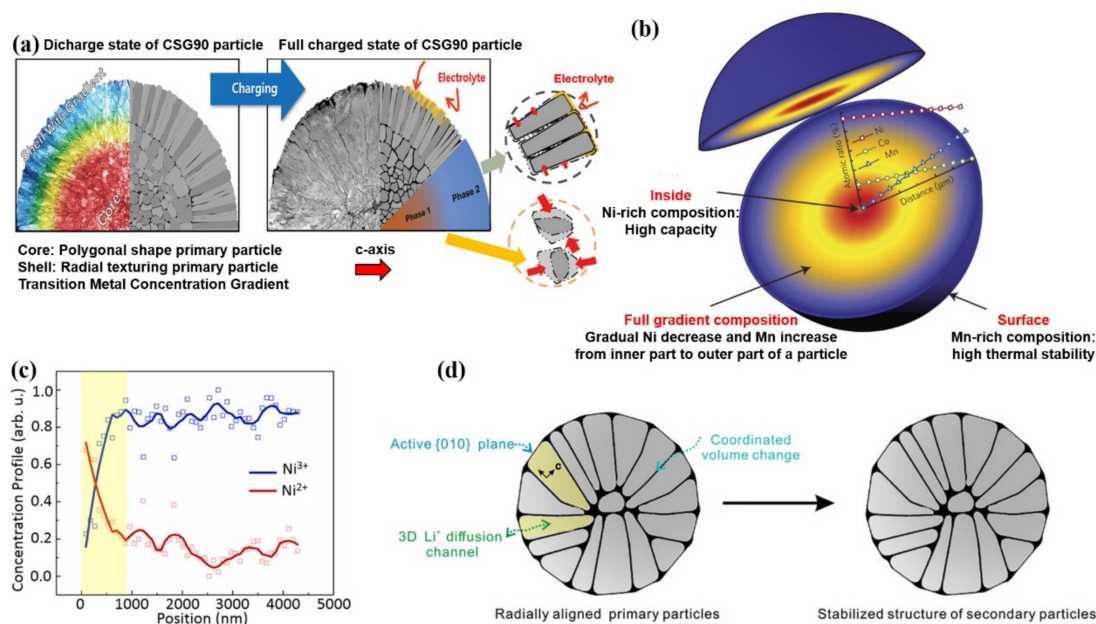 (a)
Dicharge state of CSG90 particle
Full charged state of CSG90 particle
Shell with Gradient
Core
Charging
Electrolyte
Phase 1
Phase 2
Electrolyte
Core: Polygonal shape primary particle
Shell: Radial texturing primary particle
Transition Metal Concentration Gradient
c-axis
(b)
Atomic ratio (%)
Ni
Co
Mn
Distance (μm)
Inside
Ni-rich composition:
High capacity
Full gradient composition
Gradual Ni decrease and Mn increase
from inner part to outer part of a particle
Surface
Mn-rich composition:
high thermal stability
(c)
Concentration Profile (arb. u.)
1.0
0.8
0.6
0.4
0.2
0.0
Ni³⁺
Ni²⁺
0 1000 2000 3000 4000 5000
Position (nm)
(d)
Active {010} plane
c
Coordinated
volume change
3D Li⁺ diffusion
channel
Radially aligned primary particles
Stabilized structure of secondary particles